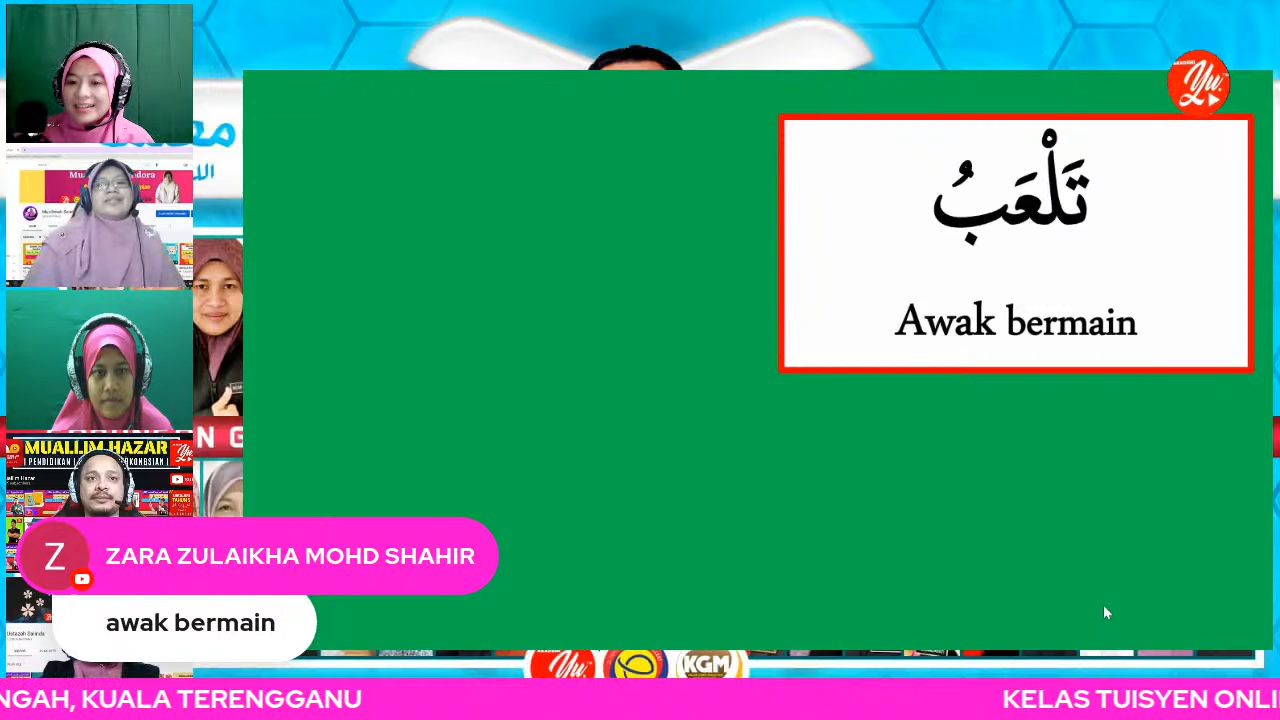 تَلْعَبُ
Awak bermain
MUALLIM HAZAR
Z
ZARA ZULAIKHA MOHD SHAHIR
awak bermain
KGM
NGAH, KUALA TERENGGANU
KELAS TUISYEN ONLI